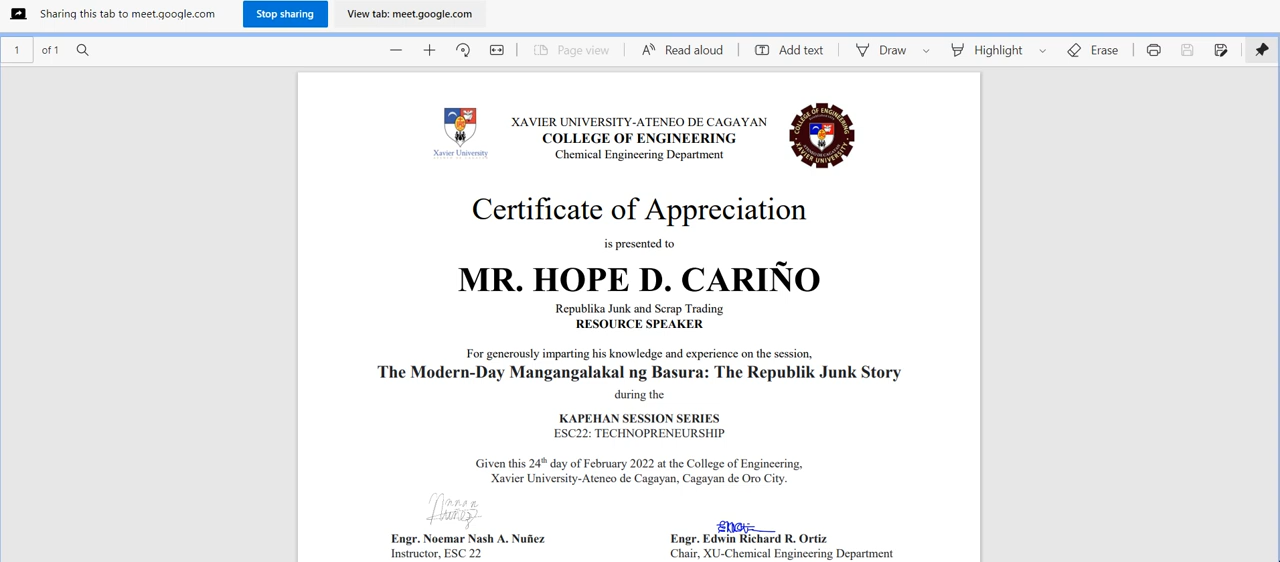 Sharing this tab to meet.google.com Stop sharing View tab: meet.google.com
1 of 1 Page view Read aloud Add text Draw Highlight Erase
Xavier University
XAVIER UNIVERSITY-ATENEO DE CAGAYAN
COLLEGE OF ENGINEERING
Chemical Engineering Department
COLLEGE OF ENGINEERING
XAVIER UNIVERSITY
Certificate of Appreciation
is presented to
MR. HOPE D. CARIÑO
Republika Junk and Scrap Trading
RESOURCE SPEAKER
For generously imparting his knowledge and experience on the session,
The Modern-Day Mangangalakal ng Basura: The Republik Junk Story
during the
KAPEHAN SESSION SERIES
ESC22: TECHNOPRENEURSHIP
Given this 24th day of February 2022 at the College of Engineering,
Xavier University-Ateneo de Cagayan, Cagayan de Oro City.
Engr. Noemar Nash A. Nuñez
Instructor, ESC 22
Engr. Edwin Richard R. Ortiz
Chair, XU-Chemical Engineering Department